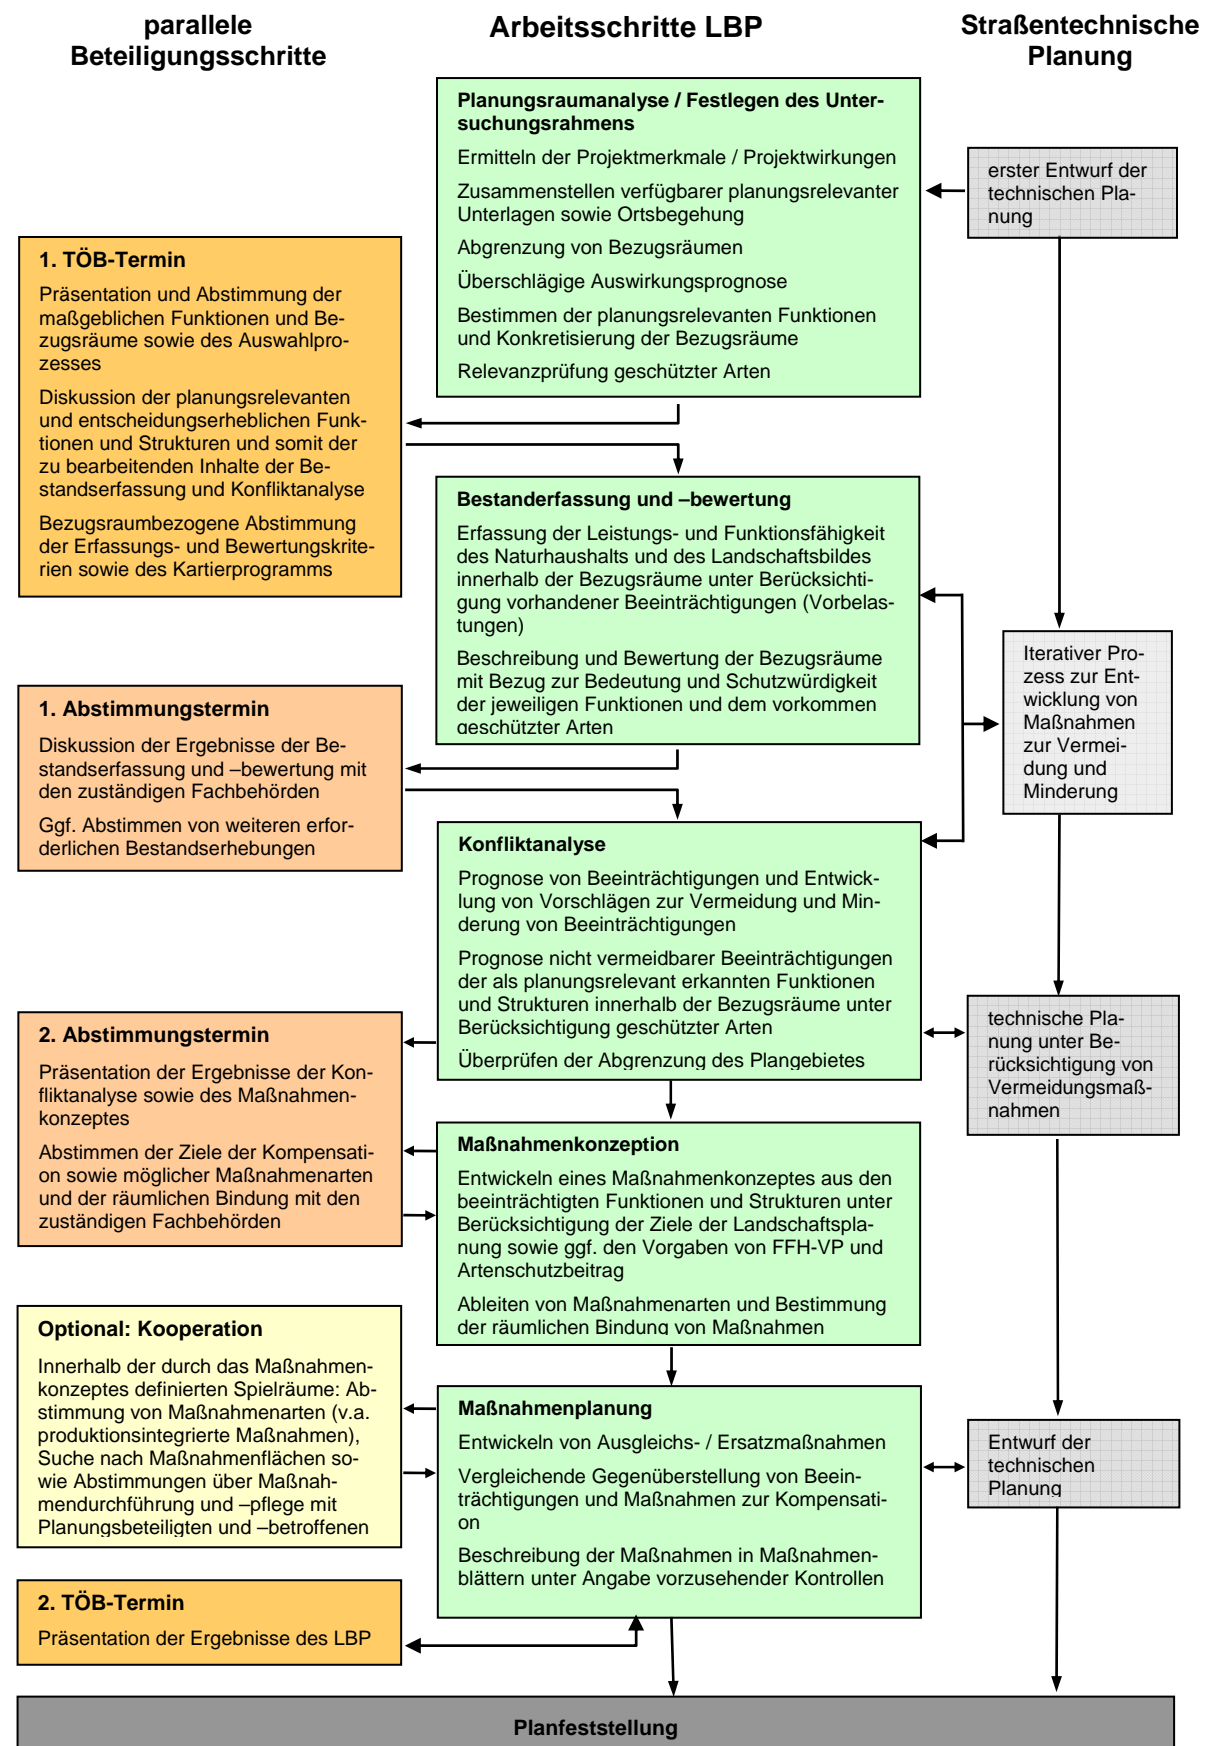 parallele
Beteiligungsschritte
Arbeitsschritte LBP
Straßentechnische
Planung
Planungsraumanalyse / Festlegen des Unter-
suchungsrahmens
Ermitteln der Projektmerkmale / Projektwirkungen
Zusammenstellen verfügbarer planungsrelevanter
Unterlagen sowie Ortsbegehung
Abgrenzung von Bezugsräumen
Überschlägige Auswirkungsprognose
Bestimmen der planungsrelevanten Funktionen
und Konkretisierung der Bezugsräume
Relevanzprüfung geschützter Arten
erster Entwurf der
technischen Pla-
nung
1. TÖB-Termin
Präsentation und Abstimmung der
maßgeblichen Funktionen und Be-
zugsräume sowie des Auswahlpro-
zesses
Diskussion der planungsrelevanten
und entscheidungserheblichen Funk-
tionen und Strukturen und somit der
zu bearbeitenden Inhalte der Be-
standserfassung und Konfliktanalyse
Bezugsraumbezogene Abstimmung
der Erfassungs- und Bewertungskrite-
rien sowie des Kartierprogramms
Bestanderfassung und –bewertung
Erfassung der Leistungs- und Funktionsfähigkeit
des Naturhaushalts und des Landschaftsbildes
innerhalb der Bezugsräume unter Berücksichti-
gung vorhandener Beeinträchtigungen (Vorbelas-
tungen)
Beschreibung und Bewertung der Bezugsräume
mit Bezug zur Bedeutung und Schutzwürdigkeit
der jeweiligen Funktionen und dem vorkommen
geschützter Arten
Iterativer Pro-
zess zur Ent-
wicklung von
Maßnahmen
zur Vermei-
dung und
Minderung
1. Abstimmungstermin
Diskussion der Ergebnisse der Be-
standserfassung und –bewertung mit
den zuständigen Fachbehörden
Ggf. Abstimmen von weiteren erfor-
derlichen Bestandserhebungen
Konfliktanalyse
Prognose von Beeinträchtigungen und Entwick-
lung von Vorschlägen zur Vermeidung und Min-
derung von Beeinträchtigungen
Prognose nicht vermeidbarer Beeinträchtigungen
der als planungsrelevant erkannten Funktionen
und Strukturen innerhalb der Bezugsräume unter
Berücksichtigung geschützter Arten
Überprüfen der Abgrenzung des Plangebietes
technische Pla-
nung unter Be-
rücksichtigung von
Vermeidungsmaß-
nahmen
2. Abstimmungstermin
Präsentation der Ergebnisse der Kon-
fliktanalyse sowie des Maßnahmen-
konzeptes
Abstimmen der Ziele der Kompensati-
on sowie möglicher Maßnahmenarten
und der räumlichen Bindung mit den
zuständigen Fachbehörden
Maßnahmenkonzeption
Entwickeln eines Maßnahmenkonzeptes aus den
beeinträchtigten Funktionen und Strukturen unter
Berücksichtigung der Ziele der Landschaftspla-
nung sowie ggf. den Vorgaben von FFH-VP und
Artenschutzbeitrag
Ableiten von Maßnahmenarten und Bestimmung
der räumlichen Bindung von Maßnahmen
Optional: Kooperation
Innerhalb der durch das Maßnahmen-
konzeptes definierten Spielräume: Ab-
stimmung von Maßnahmenarten (v.a.
produktionsintegrierte Maßnahmen),
Suche nach Maßnahmenflächen so-
wie Abstimmungen über Maßnah-
mendurchführung und –pflege mit
Planungsbeteiligten und –betroffenen
Maßnahmenplanung
Entwickeln von Ausgleichs- / Ersatzmaßnahmen
Vergleichende Gegenüberstellung von Beein-
trächtigungen und Maßnahmen zur Kompensati-
on
Beschreibung der Maßnahmen in Maßnahmen-
blättern unter Angabe vorzusehender Kontrollen
Entwurf der
technischen
Planung
2. TÖB-Termin
Präsentation der Ergebnisse des LBP
Planfeststellung